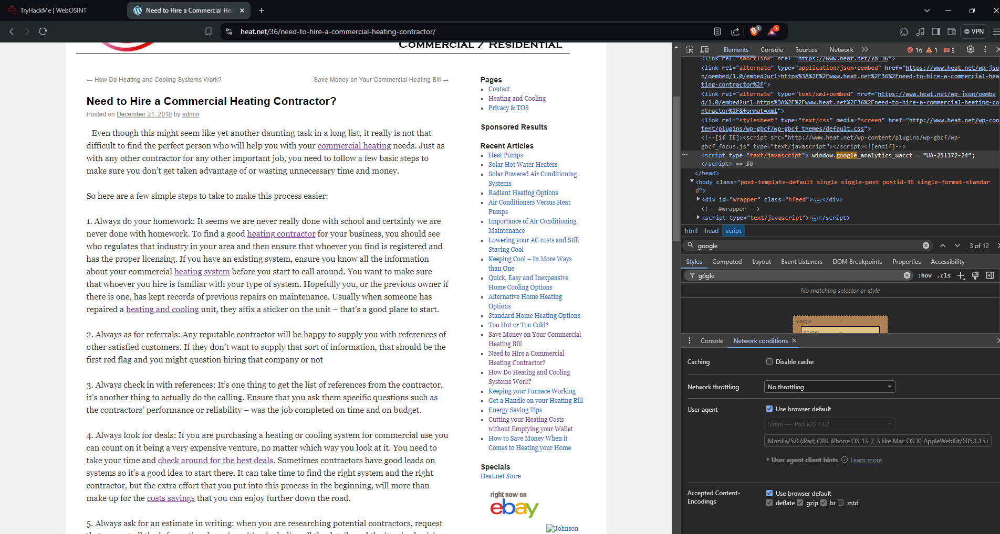 TryHackMe | WebOSINT
Need to Hire a Commercial Hea
heat.net/36/need-to-hire-a-commercial-heating-contractor/
1
1
VPN
Commercial / Residential
← How Do Heating and Cooling Systems Work?
Save Money on Your Commercial Heating Bill →
Need to Hire a Commercial Heating Contractor?
Posted on December 21, 2010 by admin
Even though this might seem like yet another daunting task in a long list, it really is not that
difficult to find the perfect person who will help you with your commercial heating needs. Just as
with any other contractor for any other important job, you need to follow a few basic steps to
make sure you don’t get taken advantage of or wasting unnecessary time and money.
So here are a few simple steps to take to make this process easier:
1. Always do your homework: It seems we are never really done with school and certainly we are
never done with homework. To find a good heating contractor for your business, you should see
who regulates that industry in your area and then ensure that whoever you find is registered and
has the proper licensing. If you have an existing system, ensure you know all the information
about your commercial heating system before you start to call around. You want to make sure
that whoever you hire is familiar with your type of system. Hopefully you, or the previous owner if
there is one, has kept records of previous repairs on maintenance. Usually when someone has
repaired a heating and cooling unit, they affix a sticker on the unit – that’s a good place to start.
2. Always as for referrals: Any reputable contractor will be happy to supply you with references of
other satisfied customers. If they don’t want to supply that sort of information, that should be the
first red flag and you might question hiring that company or not
3. Always check in with references: It’s one thing to get the list of references from the contractor,
it’s another thing to actually do the calling. Ensure that you ask them specific questions such as
the contractors’ performance or reliability – was the job completed on time and on budget.
4. Always look for deals: If you are purchasing a heating or cooling system for commercial use you
can count on it being a very expensive venture, no matter which way you look at it. You need to
take your time and check around for the best deals. Sometimes contractors have good leads on
systems so it’s a good idea to start there. It can take time to find the right system and the right
contractor, but the extra effort that you put into this process in the beginning, will more than
make up for the costs savings that you can enjoy further down the road.
5. Always ask for an estimate in writing: when you are researching potential contractors, request
Pages
Contact
Heating and Cooling
Privacy & TOS
Sponsored Results
Recent Articles
Heat Pumps
Solar Hot Water Heaters
Solar Powered Air Conditioning
Systems
Radiant Heating Options
Air Conditioners Versus Heat
Pumps
Importance of Air Conditioning
Maintenance
Lowering your AC costs and Still
Staying Cool
Keeping Cool – In More Ways
than One
Quick, Easy and Inexpensive
Home Cooling Options
Alternative Home Heating
Options
Standard Home Heating Options
Too Hot or Too Cold?
Save Money on Your Commercial
Heating Bill
Need to Hire a Commercial
Heating Contractor?
How Do Heating and Cooling
Systems Work?
Keeping your Furnace Working
Get a Handle on your Heating Bill
Energy Saving Tips
Cutting your Heating Costs
without Emptying your Wallet
How to Save Money When it
Comes to Heating your Home
Specials
Heat.net Store
right now on
ebay
Johnson
Elements Console Sources Network 16 1 3
<link rel="shortlink" href="https://www.heat.net/?p=36">
<link rel="alternate" type="application/json+oembed" href="https://www.heat.net/wp-jso
n/oembed/1.0/embed?url=https%3A%2F%2Fwww.heat.net%2F36%2Fneed-to-hire-a-commercial-hea
ting-contractor%2F">
<link rel="alternate" type="text/xml+oembed" href="https://www.heat.net/wp-json/oembe
d/1.0/embed?url=https%3A%2F%2Fwww.heat.net%2F36%2Fneed-to-hire-a-commercial-heating-co
ntractor%2F&format=xml">
<link rel="stylesheet" type="text/css" media="screen" href="http://www.heat.net/wp-con
tent/plugins/wp-gbcf/wp-gbcf_themes/default.css">
<!--[if IE]><script src="http://www.heat.net/wp-content/plugins/wp-gbcf/wp-
gbcf_focus.js" type="text/javascript"></script><![endif]-->
<script type="text/javascript"> window.google_analytics_uacct = "UA-251372-24";
</script> == $0
</head>
<body class="post-template-default single single-post postid-36 single-format-standar
d">
<div id="wrapper" class="hfeed">…</div>
<!-- #wrapper -->
<script type="text/javascript">…</script>
html head script
google
3 of 12
Styles Computed Layout Event Listeners DOM Breakpoints Properties Accessibility
gôgle
:hov .cls
No matching selector or style
margin –
border –
Console Network conditions
Caching
Disable cache
Network throttling
No throttling
User agent
Use browser default
Safari — iPad iOS 13.2
Mozilla/5.0 (iPad; CPU iPhone OS 13_2_3 like Mac OS X) AppleWebKit/605.1.15
User agent client hints Learn more
Accepted Content-
Encodings
Use browser default
deflate gzip br zstd